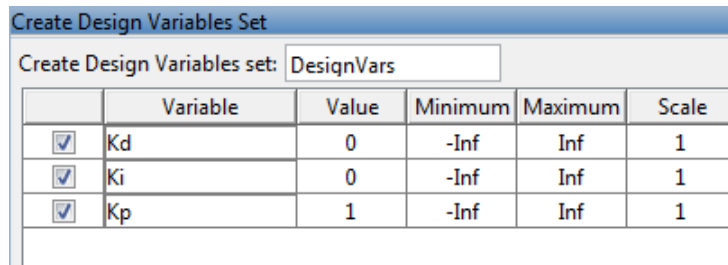 Create Design Variables Set
Create Design Variables set: DesignVars
Variable Value Minimum Maximum Scale
Kd 0 -Inf Inf 1
Ki 0 -Inf Inf 1
Kp 1 -Inf Inf 1